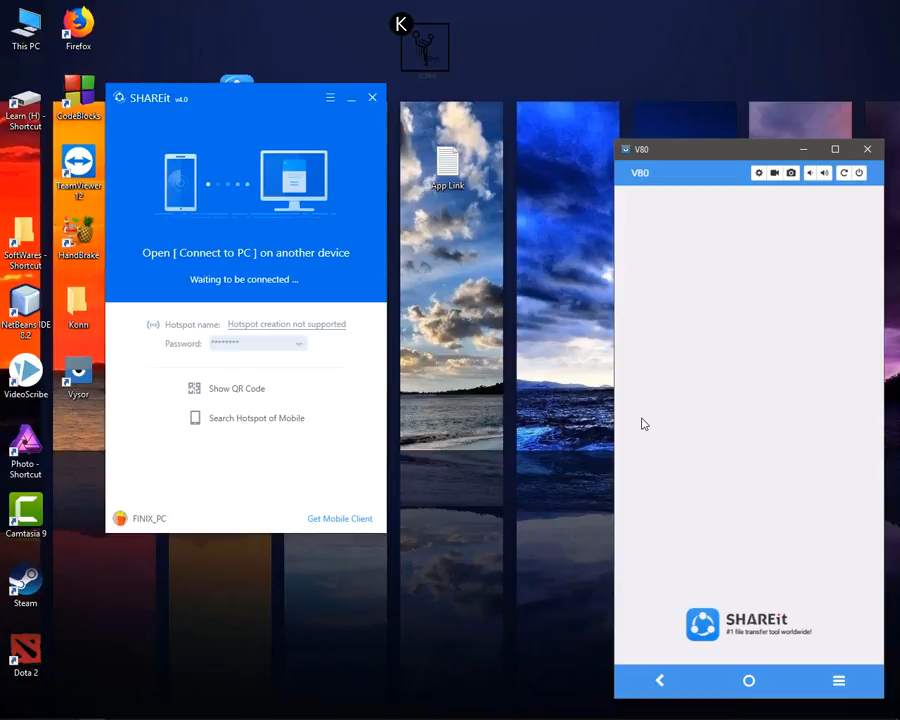 This PC
Firefox
K
Learn (H) -
Shortcut
CodeBlocks
TeamViewer
12
SoftWares -
Shortcut
HandBrake
NetBeans IDE
8.2
Konn
VideoScribe
Vysor
Photo -
Shortcut
Camtasia 9
Steam
Dota 2
App Link
SHAREit v4.0
Open [ Connect to PC ] on another device
Waiting to be connected ...
Hotspot name: Hotspot creation not supported
Password: ********
Show QR Code
Search Hotspot of Mobile
FINIX_PC
Get Mobile Client
V80
V80
SHAREit
#1 file transfer tool worldwide!